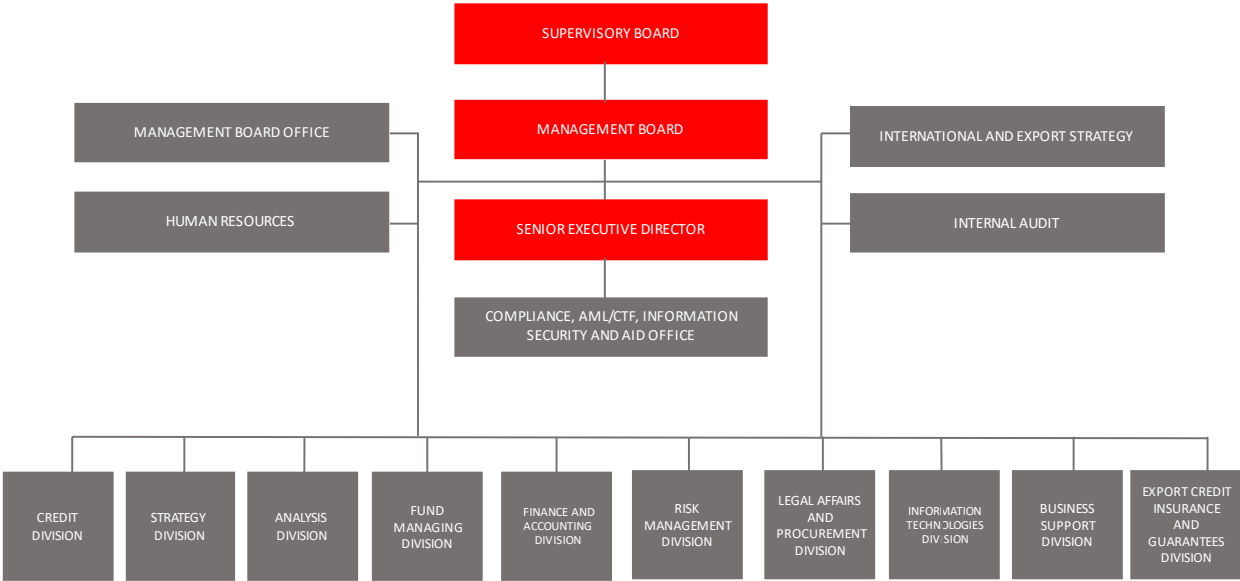 SUPERVISORY BOARD
MANAGEMENT BOARD OFFICE
MANAGEMENT BOARD
INTERNATIONAL AND EXPORT STRATEGY
HUMAN RESOURCES
SENIOR EXECUTIVE DIRECTOR
INTERNAL AUDIT
COMPLIANCE, AML/CTF, INFORMATION
SECURITY AND AID OFFICE
CREDIT
DIVISION
STRATEGY
DIVISION
ANALYSIS
DIVISION
FUND
MANAGING
DIVISION
FINANCE AND
ACCOUNTING
DIVISION
RISK
MANAGEMENT
DIVISION
LEGAL AFFAIRS
AND
PROCUREMENT
DIVISION
INFORMATION
TECHNOLOGIES
DIVISION
BUSINESS
SUPPORT
DIVISION
EXPORT CREDIT
INSURANCE
AND
GUARANTEES
DIVISION